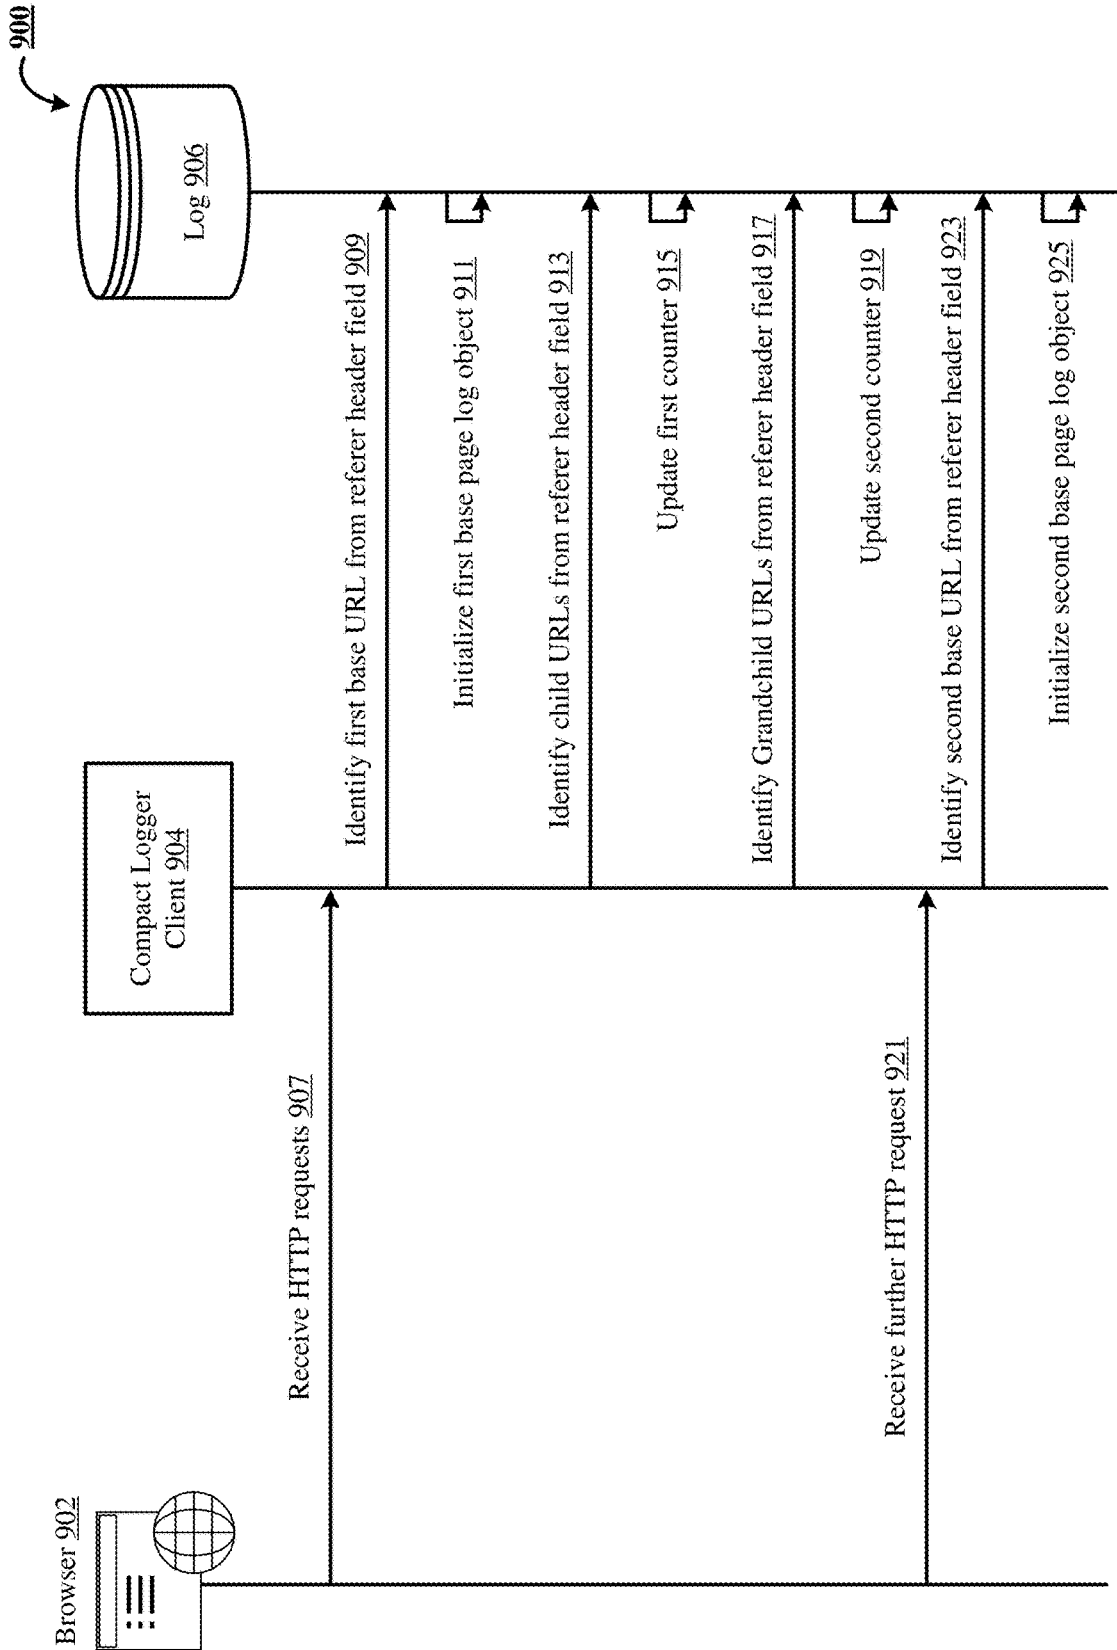 900
Browser 902
Compact Logger
Client 904
Log 906
Receive HTTP requests 907
Identify first base URL from referer header field 909
Initialize first base page log object 911
Identify child URLs from referer header field 913
Update first counter 915
Identify Grandchild URLs from referer header field 917
Update second counter 919
Receive further HTTP request 921
Identify second base URL from referer header field 923
Initialize second base page log object 925